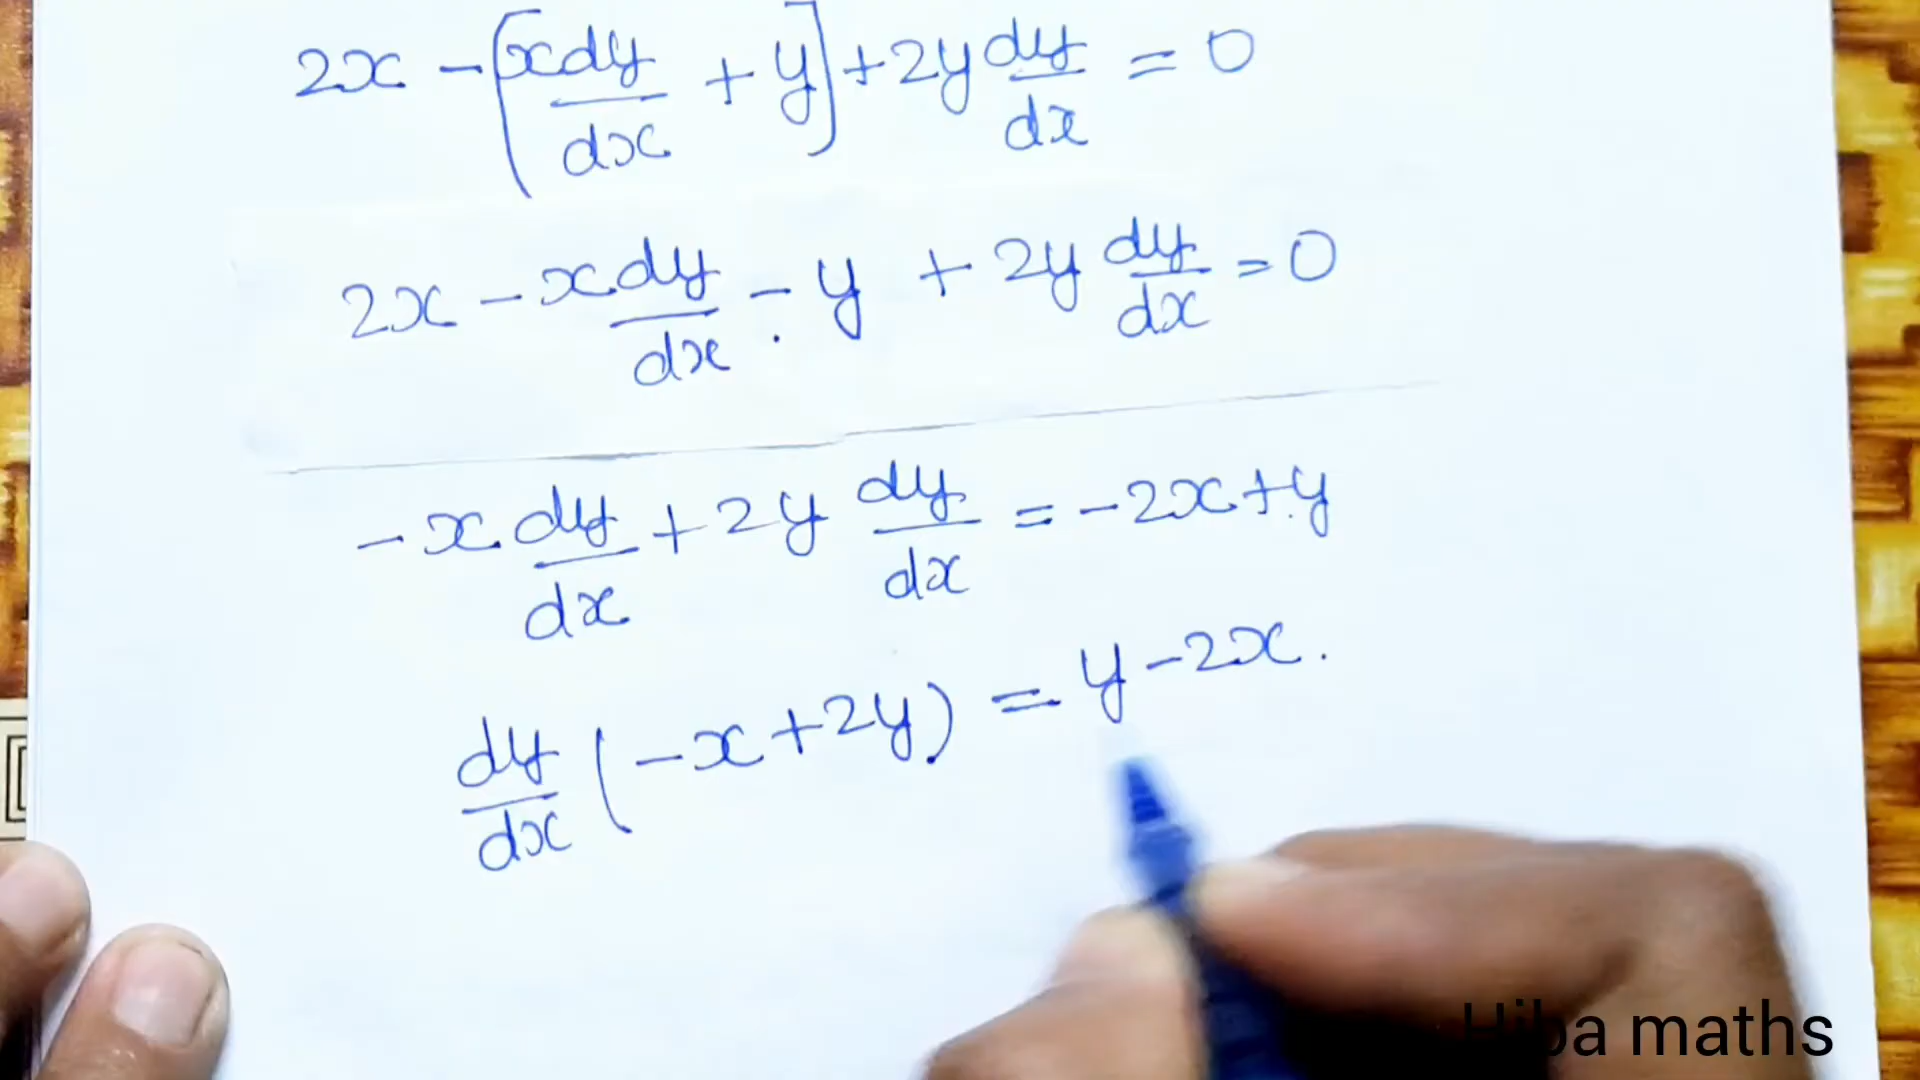 2x - [x dy/dx + y] + 2y dy/dx = 0
2x - x dy/dx - y + 2y dy/dx = 0
- x dy/dx + 2y dy/dx = -2x + y
dy/dx (-x + 2y) = y - 2x.
Hiba maths